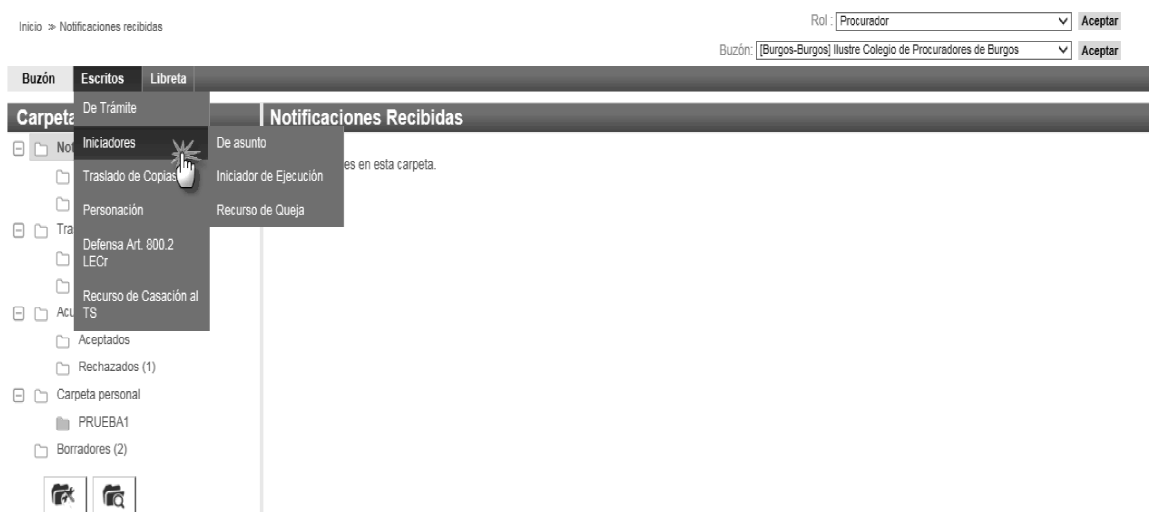 Inicio ≫ Notificaciones recibidas
Rol : Procurador Aceptar
Buzón: [Burgos-Burgos] Ilustre Colegio de Procuradores de Burgos Aceptar
Buzón Escritos Libreta
De Trámite
Iniciadores
Traslado de Copias
Personación
Defensa Art. 800.2
LECr
Recurso de Casación al
TS
De asunto
Iniciador de Ejecución
Recurso de Queja
Carpeta
Not
Tra
Acu
Aceptados
Rechazados (1)
Carpeta personal
PRUEBA1
Borradores (2)
Notificaciones Recibidas
es en esta carpeta.